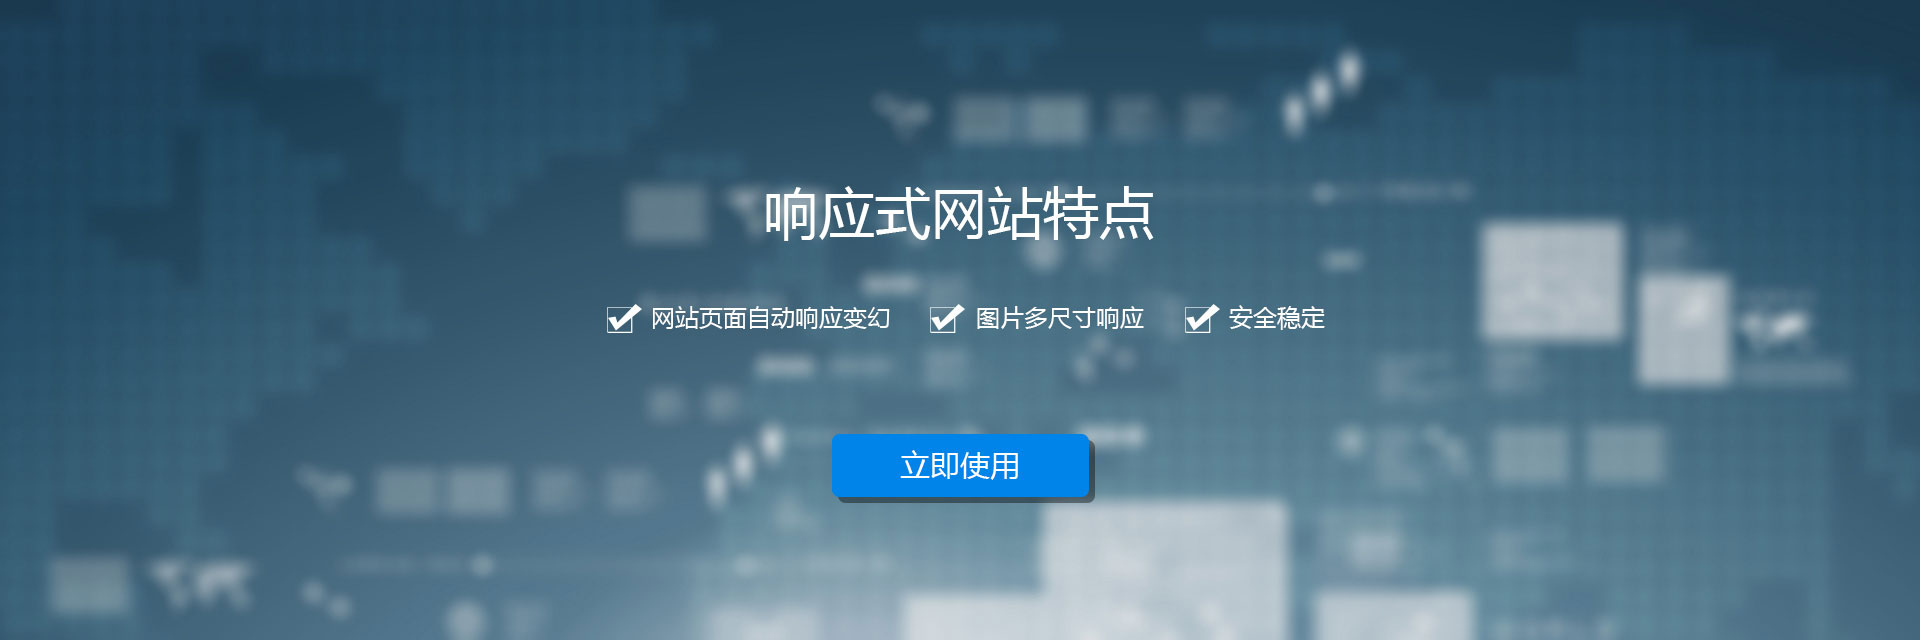 响应式网站特点
网站页面自动响应变幻 图片多尺寸响应 安全稳定
立即使用